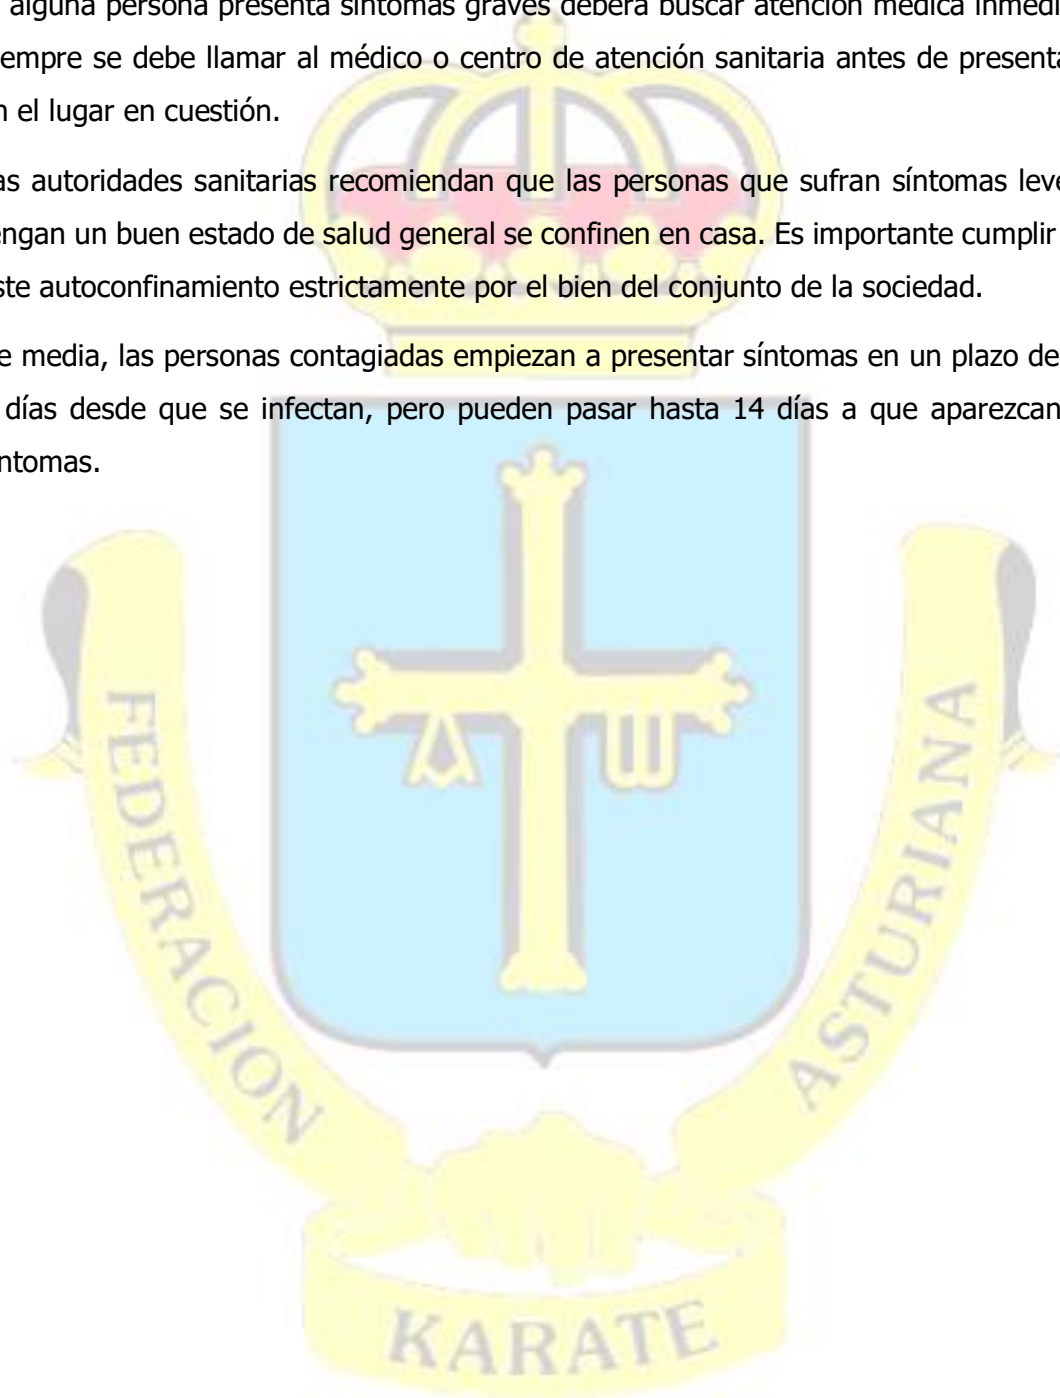 alguna persona presenta síntomas graves deberá buscar atención médica
empre se debe llamar al médico o centro de atención sanitaria antes de
n el lugar en cuestión.
as autoridades sanitarias recomiendan que las personas que sufran síntomas leve
engan un buen estado de salud general se confinen en casa. Es importante cumplir
ste autoconfinamiento estrictamente por el bien del conjunto de la sociedad.
e media, las personas contagiadas empiezan a presentar síntomas en un plazo de
días desde que se infectan, pero pueden pasar hasta 14 días a que aparezcan
ntomas.
A W
FEDERACION
ASTURIANA
KARATE